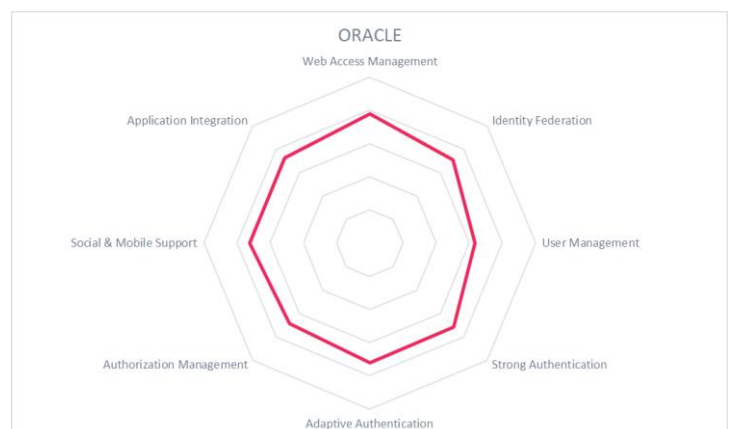 ORACLE
Web Access Management
Application Integration
Identity Federation
Social & Mobile Support
User Management
Authorization Management
Strong Authentication
Adaptive Authentication